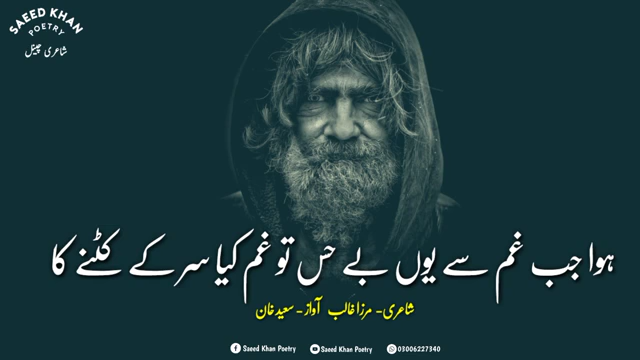 SAEED KHAN
POETRY
شاعری چینل
ہوا جب غم سے یوں بے حس تو غم کیا سر کے کٹنے کا
شاعری- مرزا غالب آواز - سعید خان
Saeed Khan Poetry Saeed Khan Poetry 03006227340